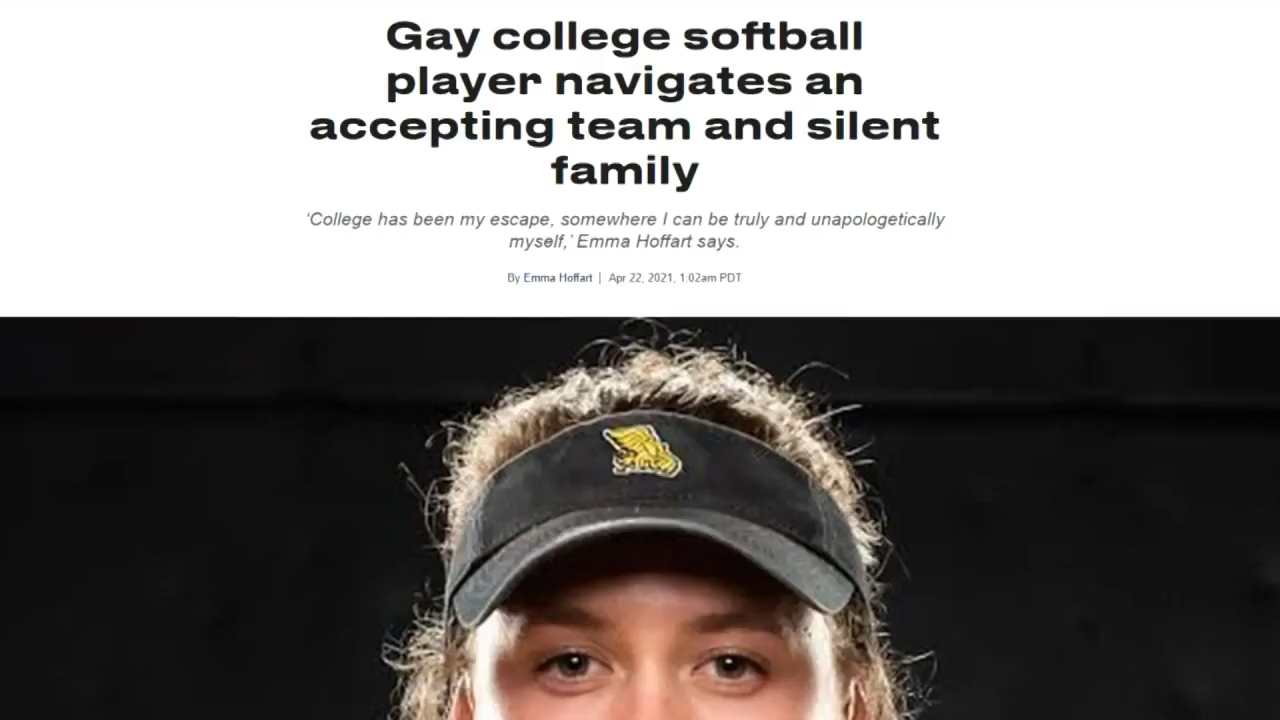 Gay college softball
player navigates an
accepting team and silent
family
‘College has been my escape, somewhere I can be truly and unapologetically
myself,’ Emma Hoffart says.
By Emma Hoffart | Apr 22, 2021, 1:02am PDT